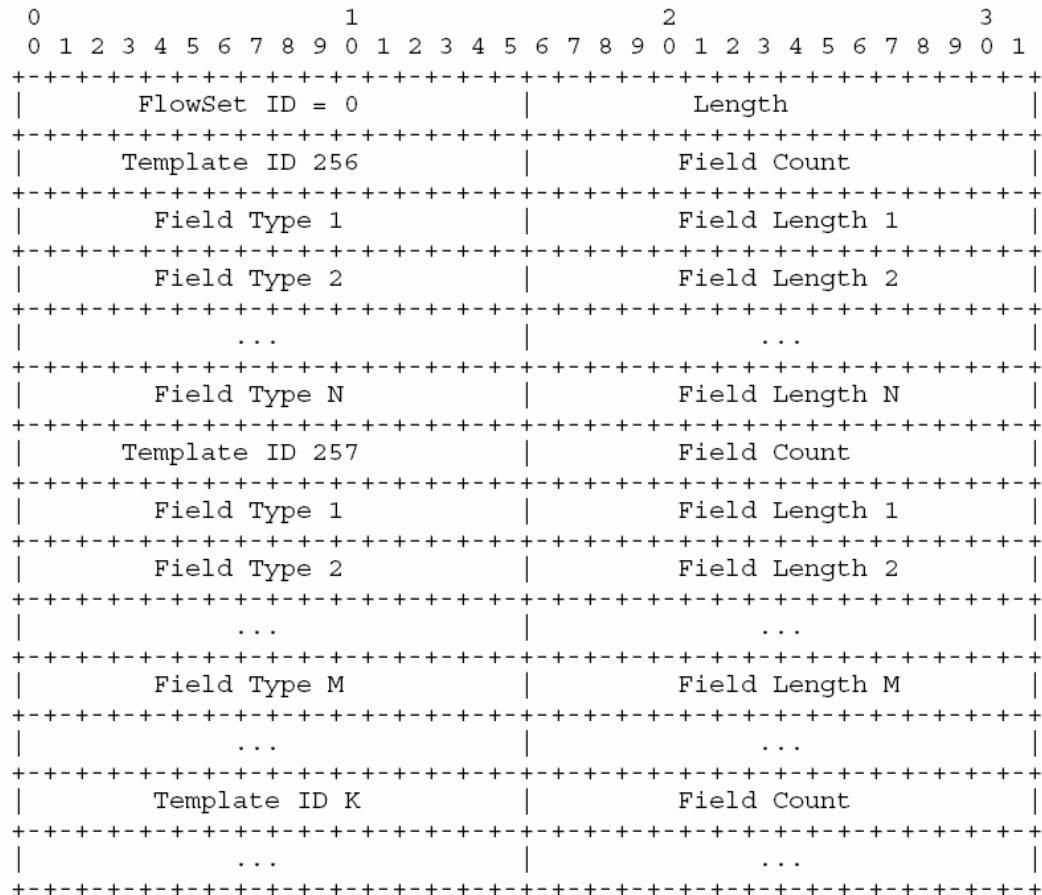 0                   1                   2                   3
 0 1 2 3 4 5 6 7 8 9 0 1 2 3 4 5 6 7 8 9 0 1 2 3 4 5 6 7 8 9 0 1
+-+-+-+-+-+-+-+-+-+-+-+-+-+-+-+-+-+-+-+-+-+-+-+-+-+-+-+-+-+-+-+-+
|       FlowSet ID = 0          |          Length               |
+-+-+-+-+-+-+-+-+-+-+-+-+-+-+-+-+-+-+-+-+-+-+-+-+-+-+-+-+-+-+-+-+
|      Template ID 256          |         Field Count           |
+-+-+-+-+-+-+-+-+-+-+-+-+-+-+-+-+-+-+-+-+-+-+-+-+-+-+-+-+-+-+-+-+
|        Field Type 1           |         Field Length 1        |
+-+-+-+-+-+-+-+-+-+-+-+-+-+-+-+-+-+-+-+-+-+-+-+-+-+-+-+-+-+-+-+-+
|        Field Type 2           |         Field Length 2        |
+-+-+-+-+-+-+-+-+-+-+-+-+-+-+-+-+-+-+-+-+-+-+-+-+-+-+-+-+-+-+-+-+
|             ...               |              ...              |
+-+-+-+-+-+-+-+-+-+-+-+-+-+-+-+-+-+-+-+-+-+-+-+-+-+-+-+-+-+-+-+-+
|        Field Type N           |         Field Length N        |
+-+-+-+-+-+-+-+-+-+-+-+-+-+-+-+-+-+-+-+-+-+-+-+-+-+-+-+-+-+-+-+-+
|      Template ID 257          |         Field Count           |
+-+-+-+-+-+-+-+-+-+-+-+-+-+-+-+-+-+-+-+-+-+-+-+-+-+-+-+-+-+-+-+-+
|        Field Type 1           |         Field Length 1        |
+-+-+-+-+-+-+-+-+-+-+-+-+-+-+-+-+-+-+-+-+-+-+-+-+-+-+-+-+-+-+-+-+
|        Field Type 2           |         Field Length 2        |
+-+-+-+-+-+-+-+-+-+-+-+-+-+-+-+-+-+-+-+-+-+-+-+-+-+-+-+-+-+-+-+-+
|             ...               |              ...              |
+-+-+-+-+-+-+-+-+-+-+-+-+-+-+-+-+-+-+-+-+-+-+-+-+-+-+-+-+-+-+-+-+
|        Field Type M           |         Field Length M        |
+-+-+-+-+-+-+-+-+-+-+-+-+-+-+-+-+-+-+-+-+-+-+-+-+-+-+-+-+-+-+-+-+
|             ...               |              ...              |
+-+-+-+-+-+-+-+-+-+-+-+-+-+-+-+-+-+-+-+-+-+-+-+-+-+-+-+-+-+-+-+-+
|        Template ID K          |         Field Count           |
+-+-+-+-+-+-+-+-+-+-+-+-+-+-+-+-+-+-+-+-+-+-+-+-+-+-+-+-+-+-+-+-+
|             ...               |              ...              |
+-+-+-+-+-+-+-+-+-+-+-+-+-+-+-+-+-+-+-+-+-+-+-+-+-+-+-+-+-+-+-+-+